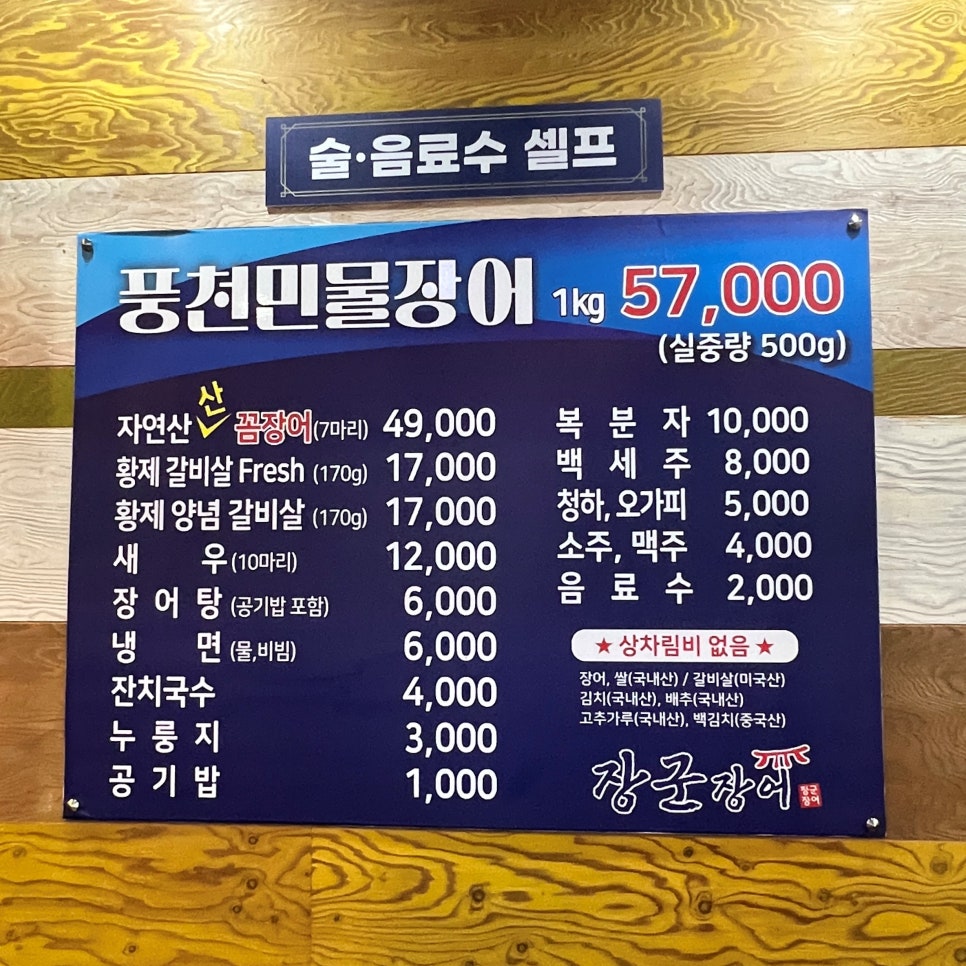 술·음료수 셀프
풍천민물장어 1kg 57,000
(실중량 500g)
자연산 산 꼼장어(7마리) 49,000
황제 갈비살 Fresh (170g) 17,000
황제 양념 갈비살 (170g) 17,000
새 우 (10마리) 12,000
장 어 탕 (공기밥 포함) 6,000
냉 면 (물,비빔) 6,000
잔치국수 4,000
누 룽 지 3,000
공 기 밥 1,000
복 분 자 10,000
백 세 주 8,000
청하, 오가피 5,000
소주, 맥주 4,000
음 료 수 2,000
★ 상차림비 없음 ★
장어, 쌀(국내산) / 갈비살(미국산)
김치(국내산), 배추(국내산)
고추가루(국내산), 백김치(중국산)
장군 장어
장군
장어